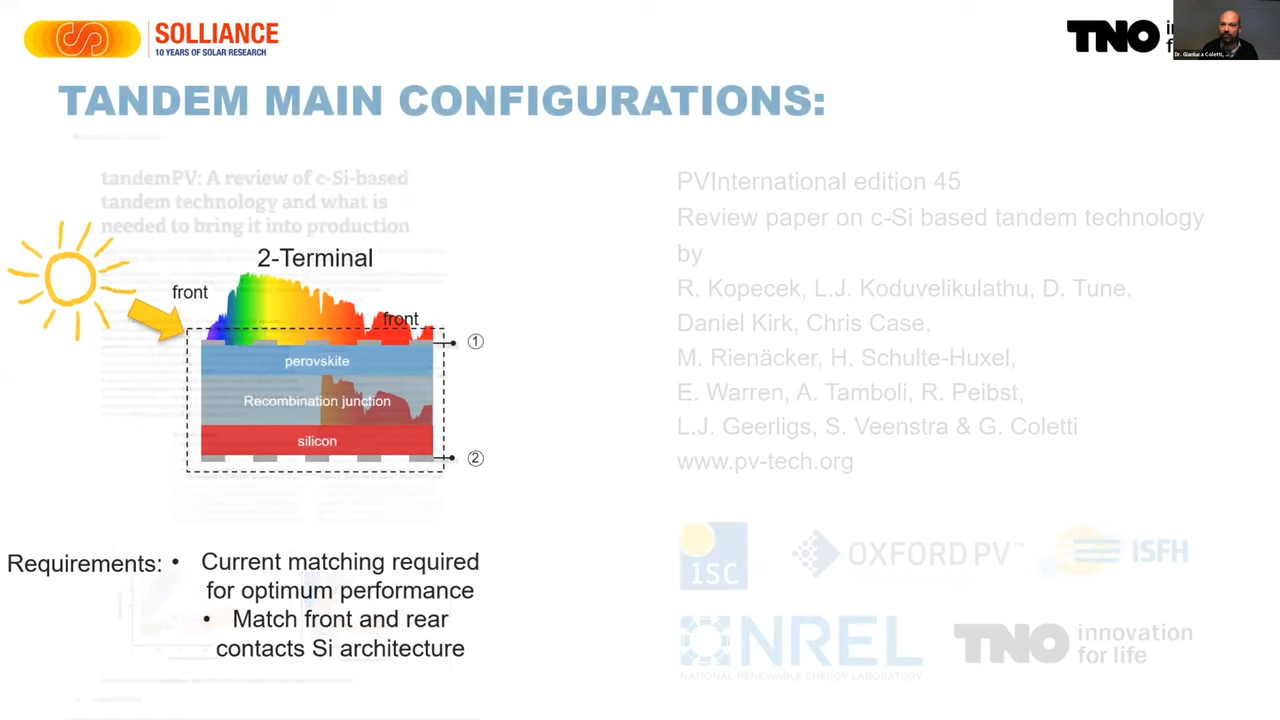 SOLLIANCE
10 YEARS OF SOLAR RESEARCH
TNO
Dr. Gianluca Coletti, ...
TANDEM MAIN CONFIGURATIONS:
tandemPV: A review of c-Si-based
tandem technology and what is
needed to bring it into production
2-Terminal
front
front
①
perovskite
Recombination junction
silicon
②
Requirements:
• Current matching required
for optimum performance
• Match front and rear
contacts Si architecture
PVInternational edition 45
Review paper on c-Si based tandem technology
by
R. Kopecek, L.J. Koduvelikulathu, D. Tune,
Daniel Kirk, Chris Case,
M. Rienäcker, H. Schulte-Huxel,
E. Warren, A. Tamboli, R. Peibst,
L.J. Geerligs, S. Veenstra & G. Coletti
www.pv-tech.org
ISC
OXFORD PV™
ISFH
NREL
NATIONAL RENEWABLE ENERGY LABORATORY
TNO innovation
for life